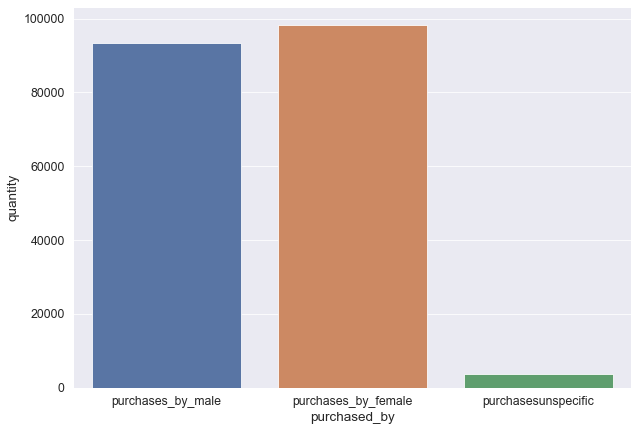 100000
80000
60000
40000
20000
0
quantity
purchases_by_male purchases_by_female purchasesunspecific
purchased_by